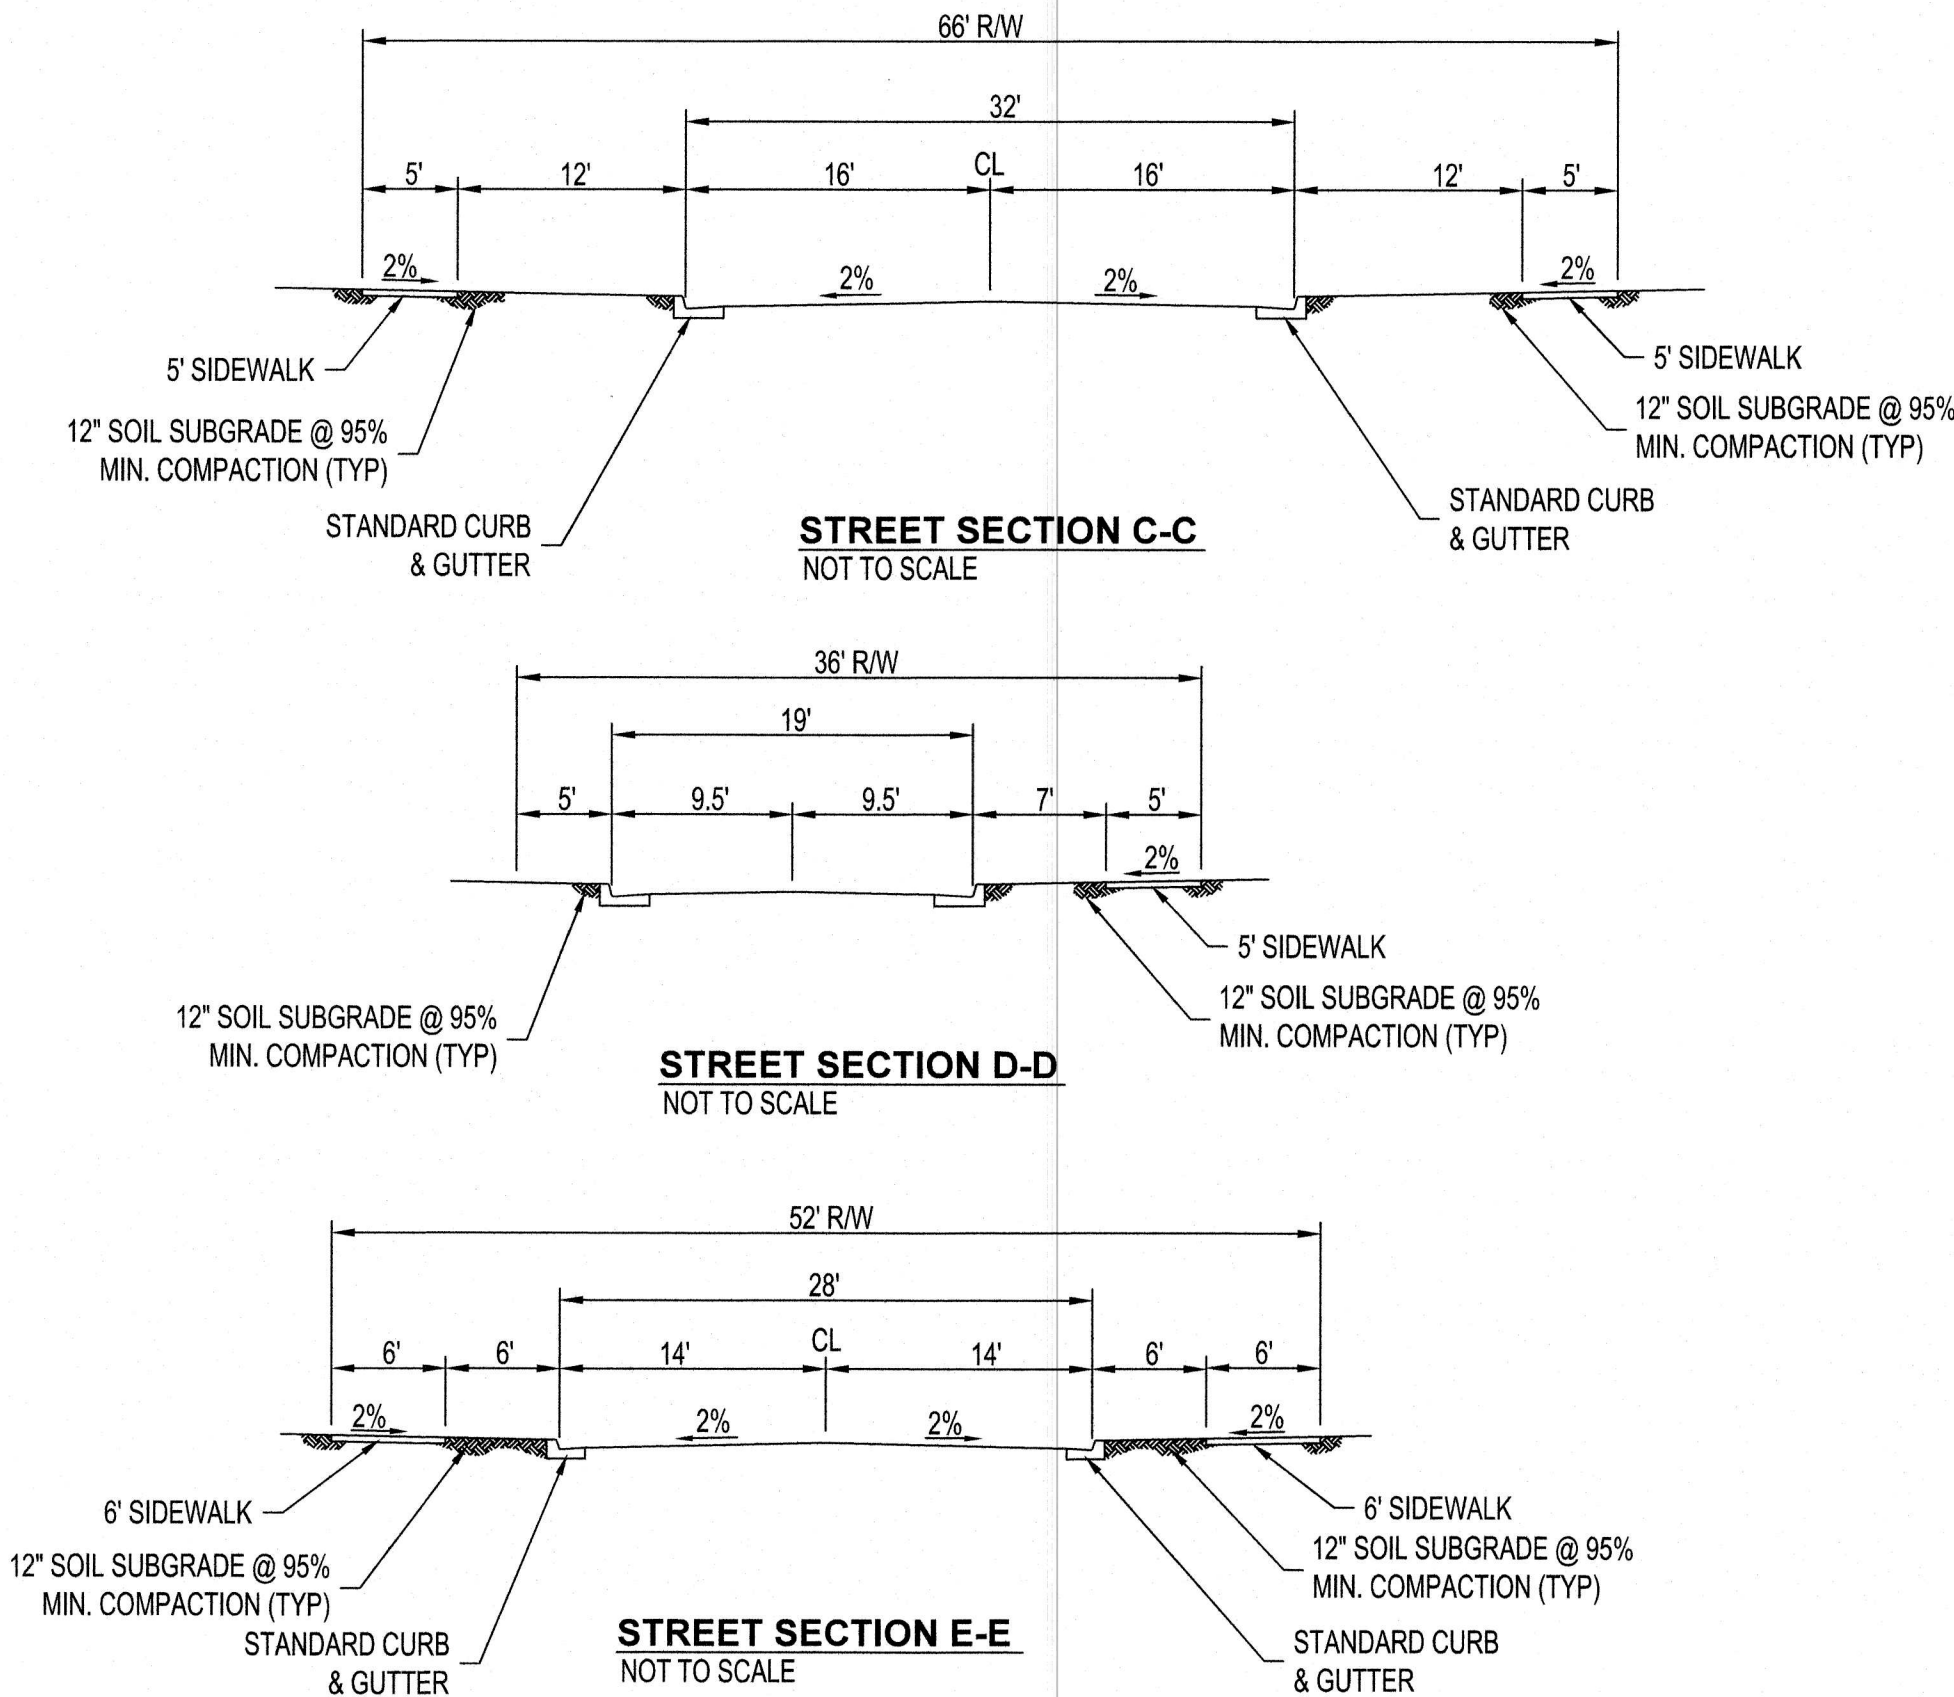 66' R/W
32'
5'
12'
16'
CL
16'
12'
5'
2%
2%
2%
2%
5' SIDEWALK
12" SOIL SUBGRADE @ 95%
MIN. COMPACTION (TYP)
STANDARD CURB
& GUTTER
5' SIDEWALK
12" SOIL SUBGRADE @ 95%
MIN. COMPACTION (TYP)
STANDARD CURB
& GUTTER
STREET SECTION C-C
NOT TO SCALE
36' R/W
19'
5'
9.5'
9.5'
7'
5'
2%
5' SIDEWALK
12" SOIL SUBGRADE @ 95%
MIN. COMPACTION (TYP)
12" SOIL SUBGRADE @ 95%
MIN. COMPACTION (TYP)
STREET SECTION D-D
NOT TO SCALE
52' R/W
28'
6'
6'
14'
CL
14'
6'
6'
2%
2%
2%
2%
6' SIDEWALK
12" SOIL SUBGRADE @ 95%
MIN. COMPACTION (TYP)
STANDARD CURB
& GUTTER
6' SIDEWALK
12" SOIL SUBGRADE @ 95%
MIN. COMPACTION (TYP)
STANDARD CURB
& GUTTER
STREET SECTION E-E
NOT TO SCALE